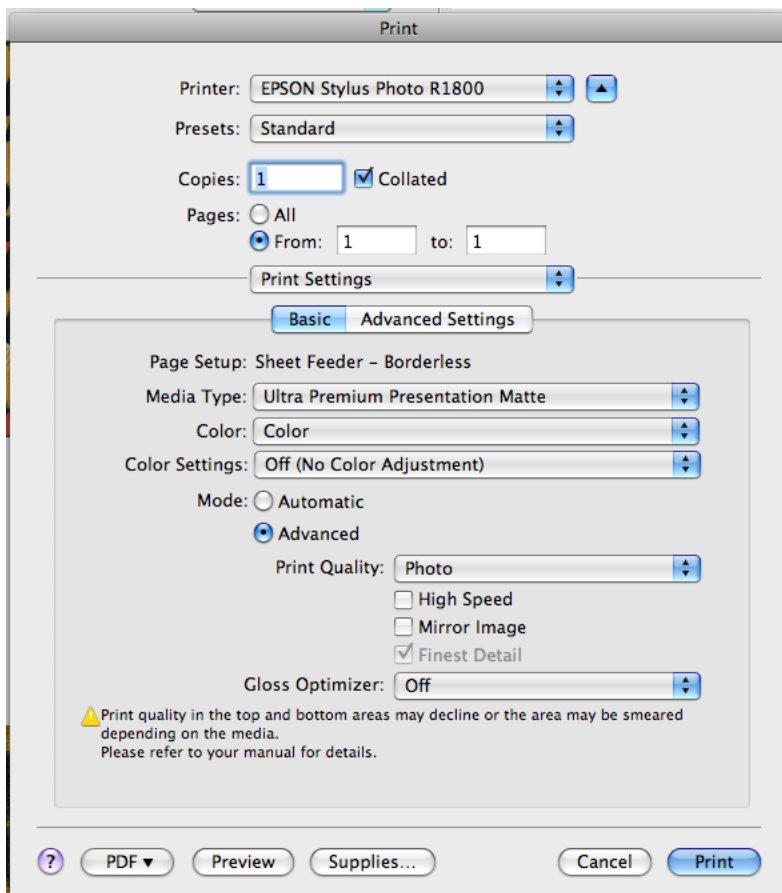 Print
Printer: EPSON Stylus Photo R1800
Presets: Standard
Copies: 1 Collated
Pages: All
From: 1 to: 1
Print Settings
Basic Advanced Settings
Page Setup: Sheet Feeder – Borderless
Media Type: Ultra Premium Presentation Matte
Color: Color
Color Settings: Off (No Color Adjustment)
Mode: Automatic
Advanced
Print Quality: Photo
High Speed
Mirror Image
Finest Detail
Gloss Optimizer: Off
Print quality in the top and bottom areas may decline or the area may be smeared
depending on the media.
Please refer to your manual for details.
? PDF ▼ Preview Supplies... Cancel Print